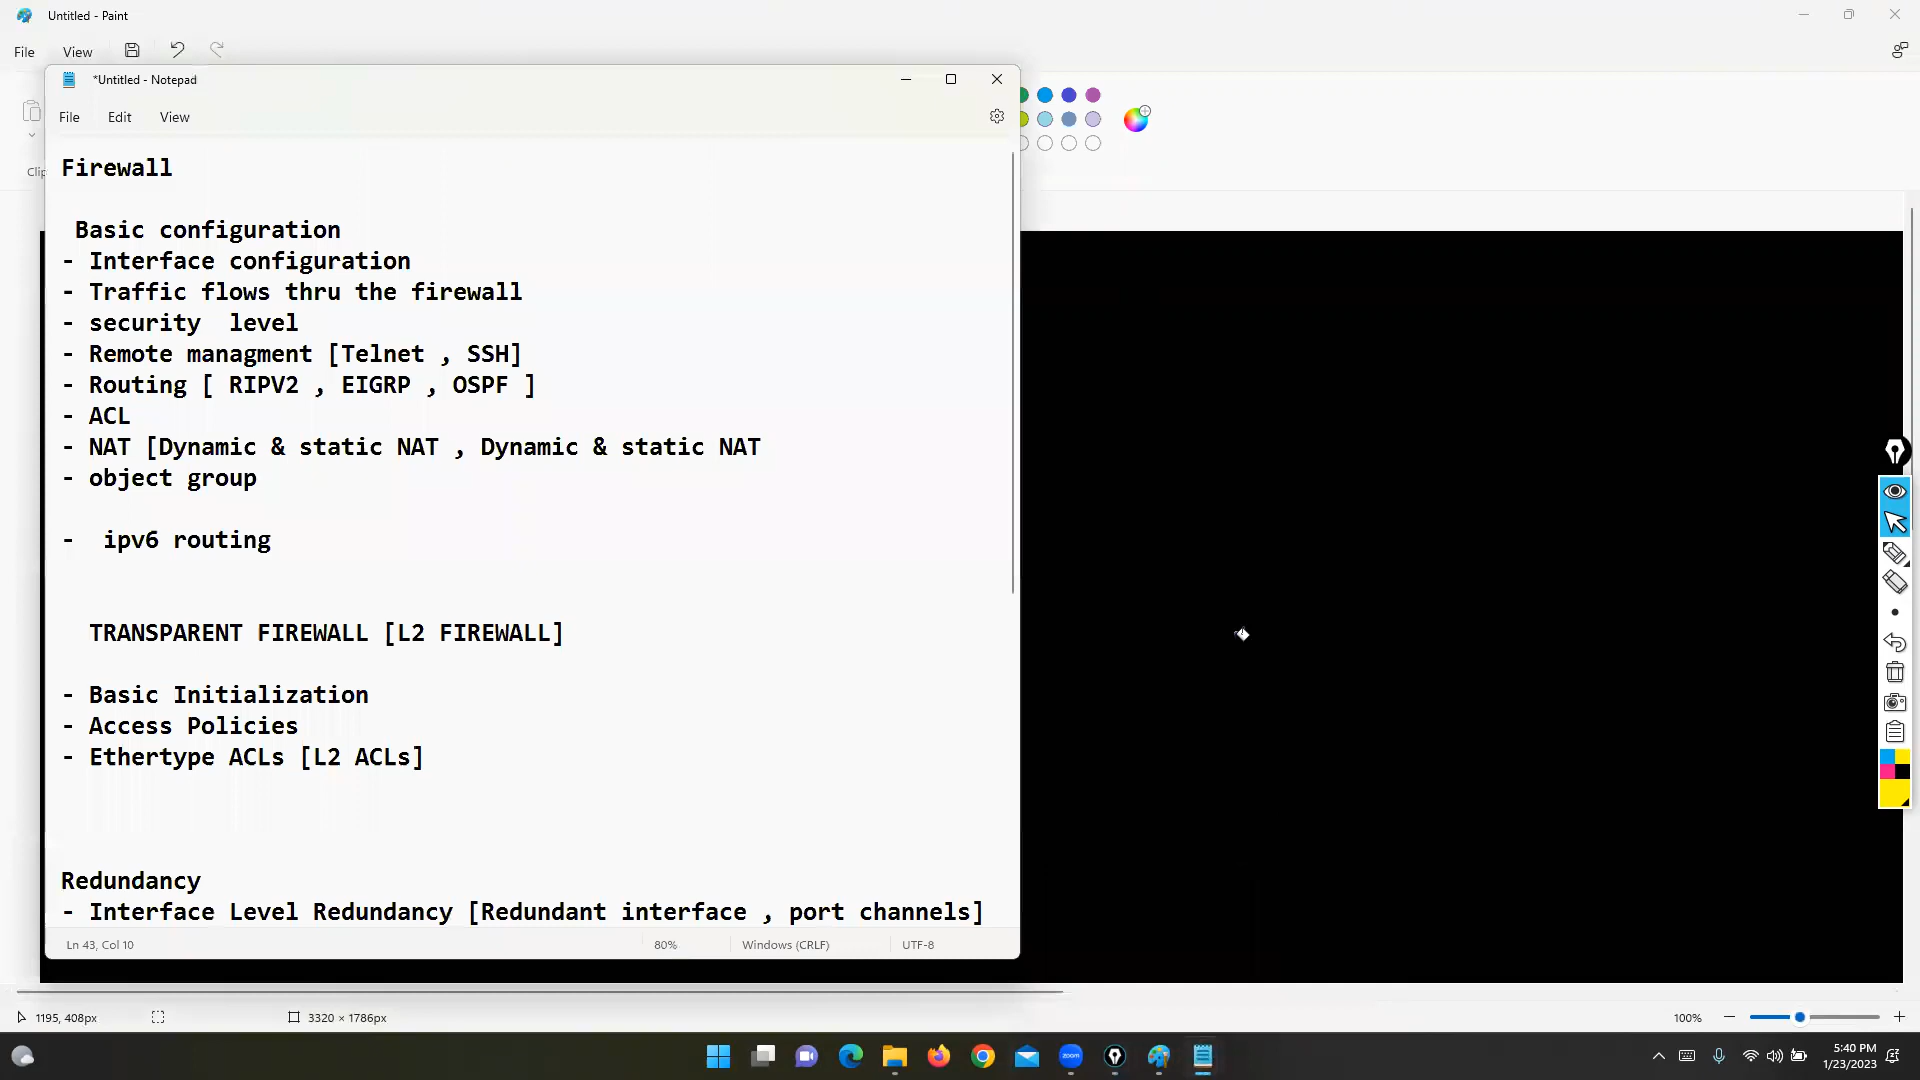 Untitled - Paint
File View
*Untitled - Notepad
File Edit View
Clip
Firewall
Basic configuration
- Interface configuration
- Traffic flows thru the firewall
- security  level
- Remote managment [Telnet , SSH]
- Routing [ RIPV2 , EIGRP , OSPF ]
- ACL
- NAT [Dynamic & static NAT , Dynamic & static NAT
- object group
-  ipv6 routing
TRANSPARENT FIREWALL [L2 FIREWALL]
- Basic Initialization
- Access Policies
- Ethertype ACLs [L2 ACLs]
Redundancy
- Interface Level Redundancy [Redundant interface , port channels]
Ln 43, Col 10 80% Windows (CRLF) UTF-8
1195, 408px 3320 × 1786px 100%
zoom
5:40 PM
1/23/2023